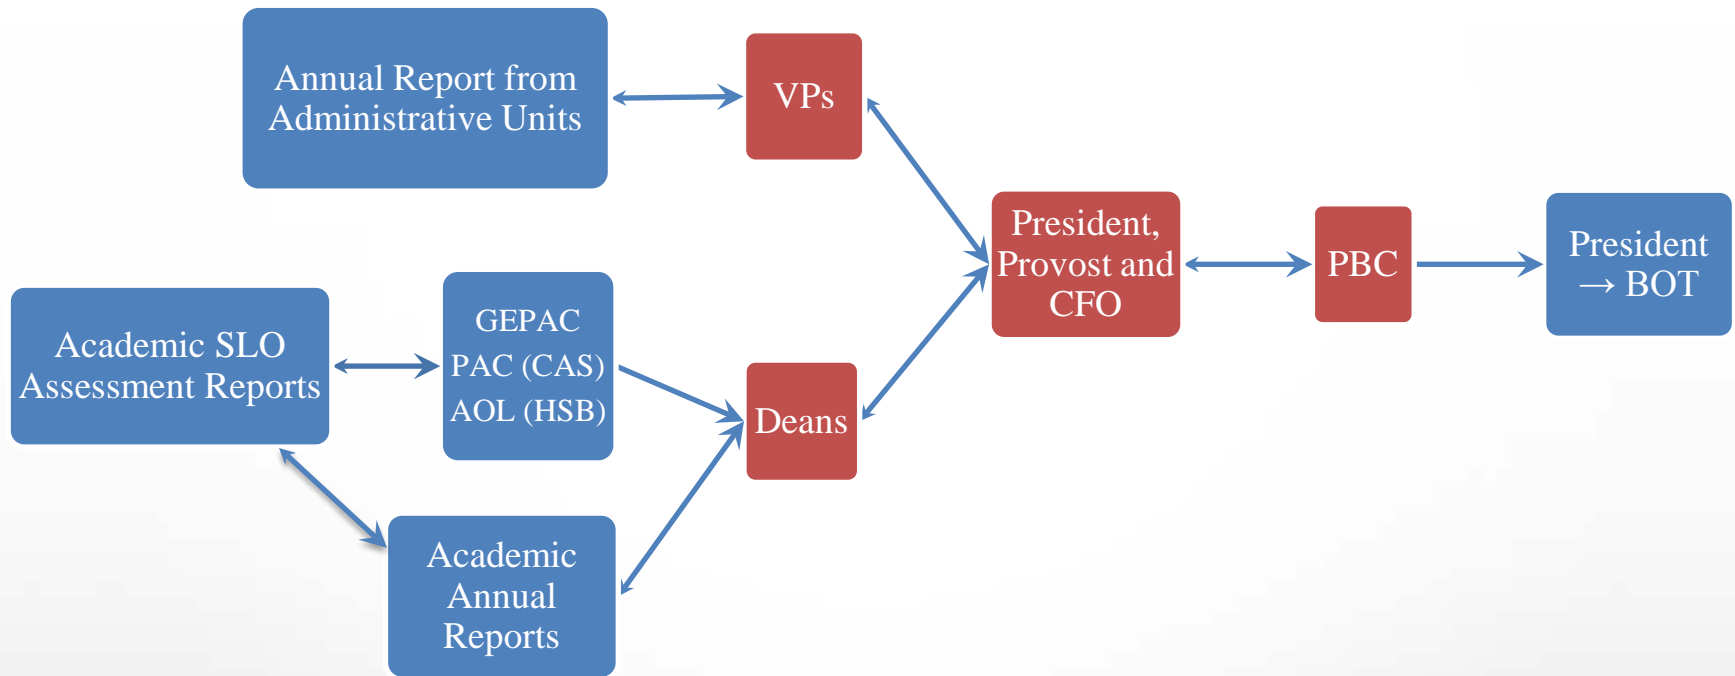 Annual Report from
Administrative Units
VPs
President,
Provost and
CFO
PBC
President
→ BOT
Academic SLO
Assessment Reports
GEPAC
PAC (CAS)
AOL (HSB)
Deans
Academic
Annual
Reports